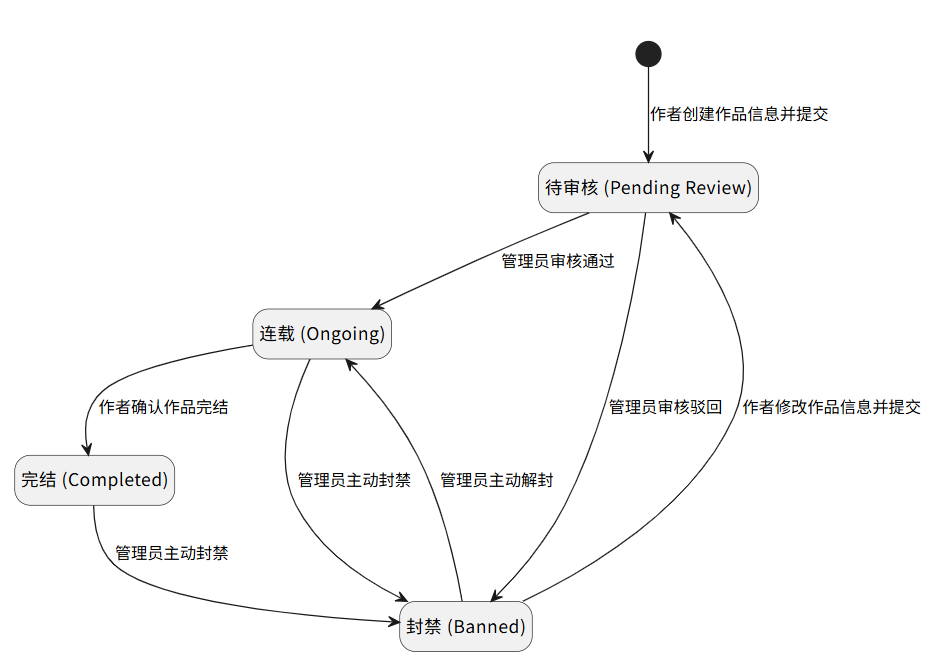 作者创建作品信息并提交
待审核 (Pending Review)
管理员审核通过
连载 (Ongoing)
作者确认作品完结
管理员审核驳回
作者修改作品信息并提交
完结 (Completed)
管理员主动封禁
管理员主动解封
管理员主动封禁
封禁 (Banned)